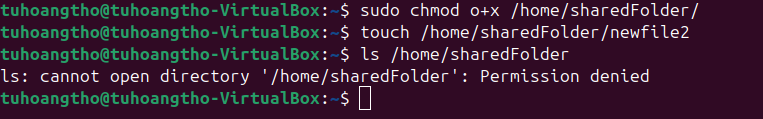 tuhoangtho@tuhoangtho-VirtualBox:~$ sudo chmod o+x /home/sharedFolder/
tuhoangtho@tuhoangtho-VirtualBox:~$ touch /home/sharedFolder/newfile2
tuhoangtho@tuhoangtho-VirtualBox:~$ ls /home/sharedFolder
ls: cannot open directory '/home/sharedFolder': Permission denied
tuhoangtho@tuhoangtho-VirtualBox:~$